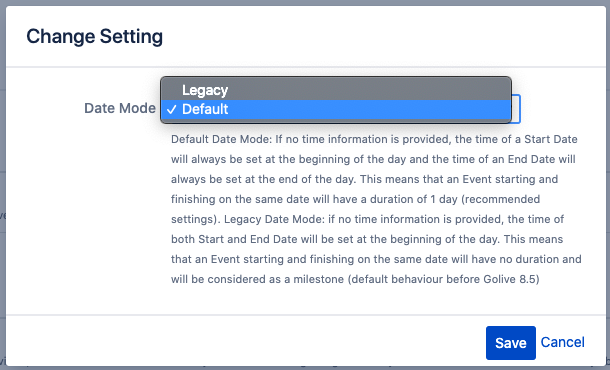 Change Setting
Legacy
Date Mode ✓ Default
Default Date Mode: If no time information is provided, the time of a Start Date
will always be set at the beginning of the day and the time of an End Date will
always be set at the end of the day. This means that an Event starting and
finishing on the same date will have a duration of 1 day (recommended
settings). Legacy Date Mode: if no time information is provided, the time of
both Start and End Date will be set at the beginning of the day. This means
that an Event starting and finishing on the same date will have no duration and
will be considered as a milestone (default behaviour before Golive 8.5)
Save Cancel